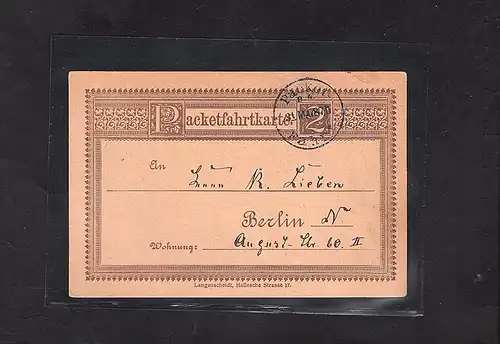 Packetfahrtkarte. 2
An
Herrn R. Lieben
Berlin N
Wohnung: August-Str. 60 II
Langenscheidt, Hallesche Strasse 17.